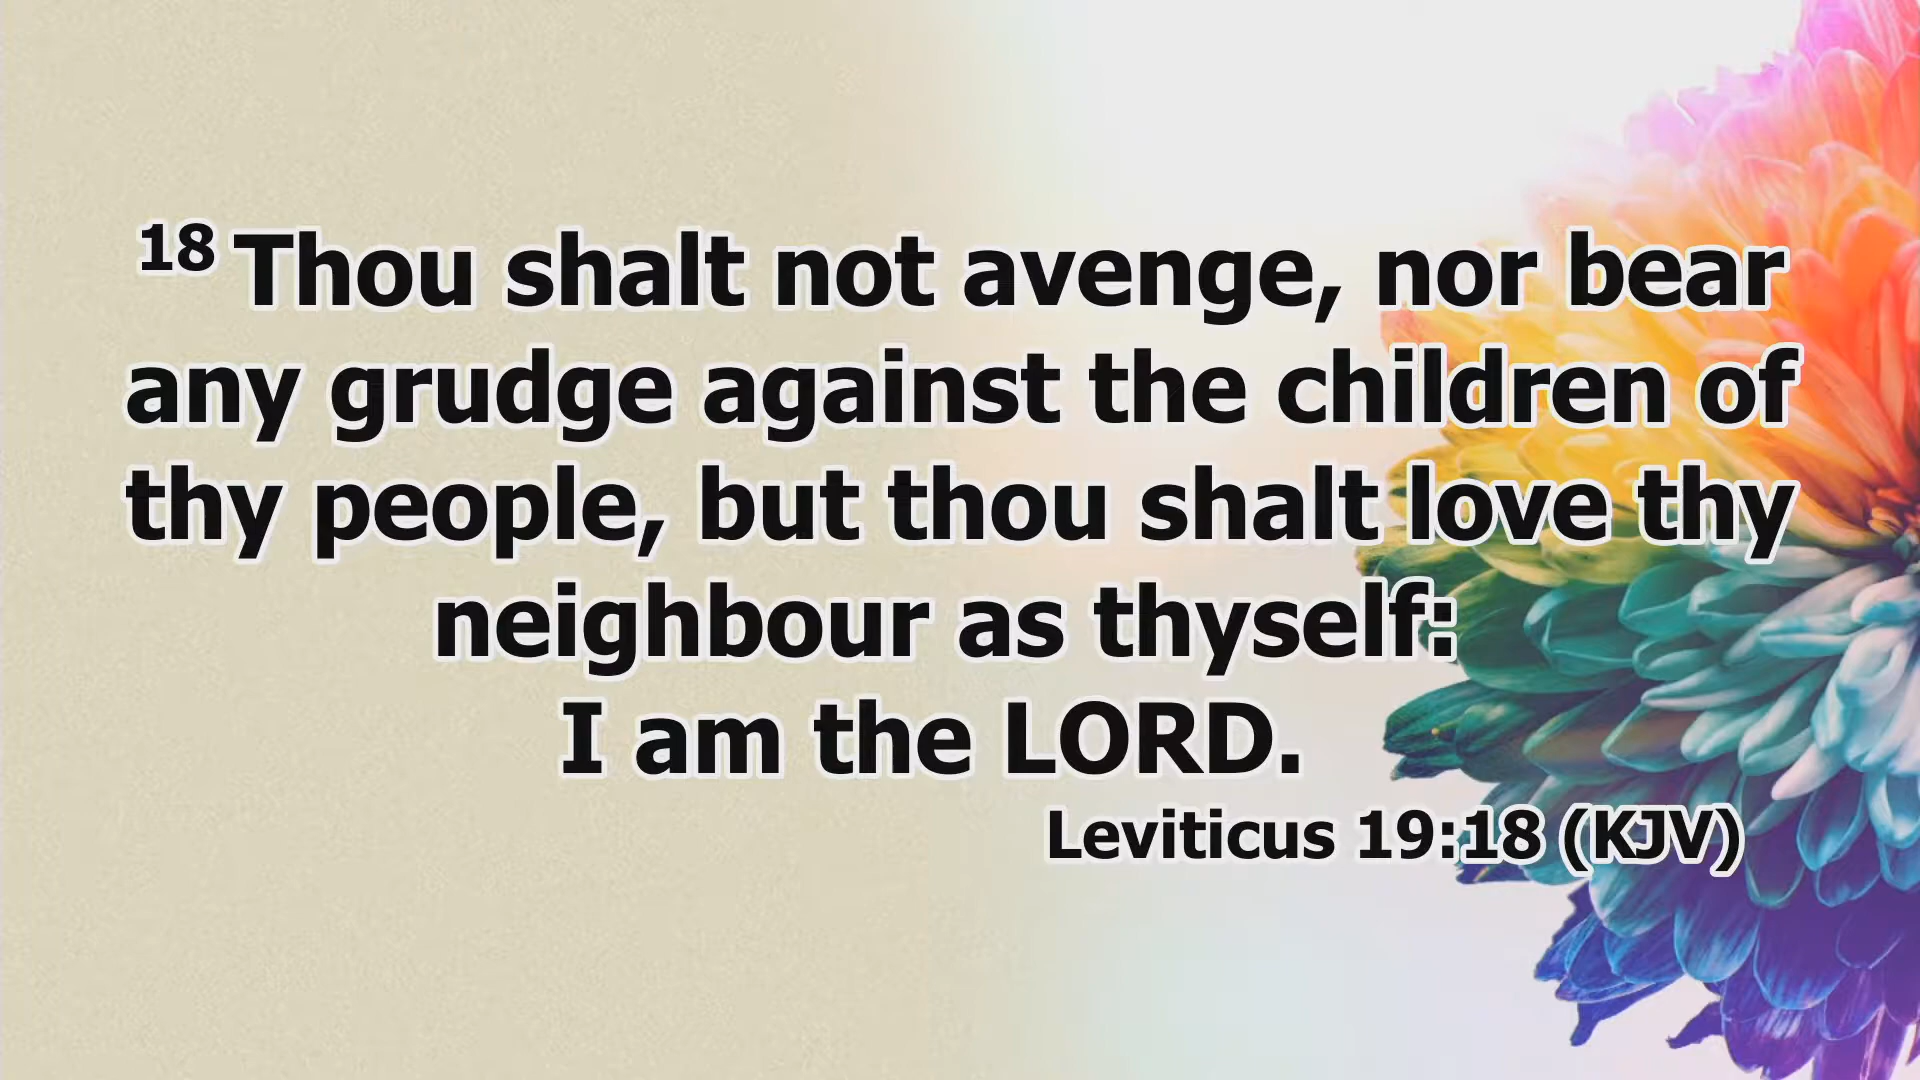 18 Thou shalt not avenge, nor bear
any grudge against the children of
thy people, but thou shalt love thy
neighbour as thyself:
I am the LORD.
Leviticus 19:18 (KJV)